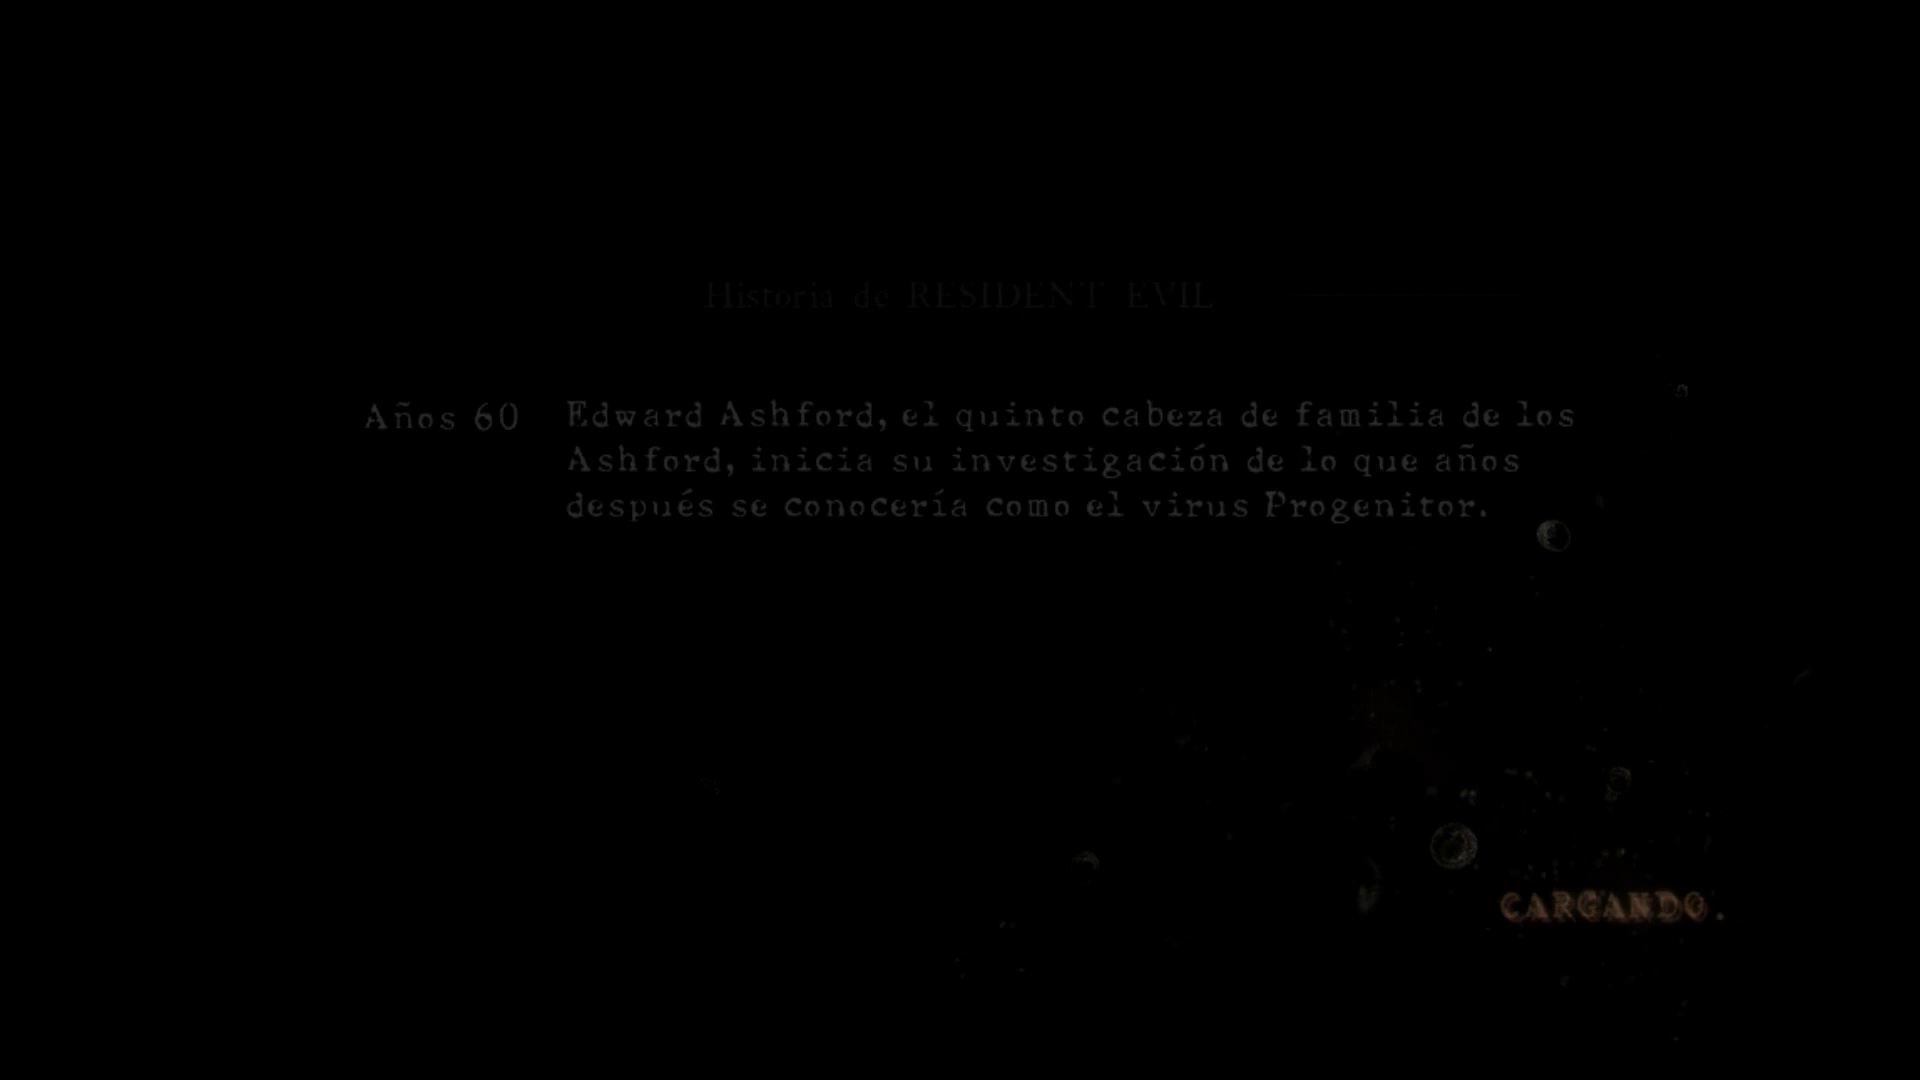 Historia de RESIDENT EVIL
Años 60 Edward Ashford, el quinto cabeza de familia de los
Ashford, inicia su investigación de lo que años
después se conocería como el virus Progenitor.
CARGANDO.